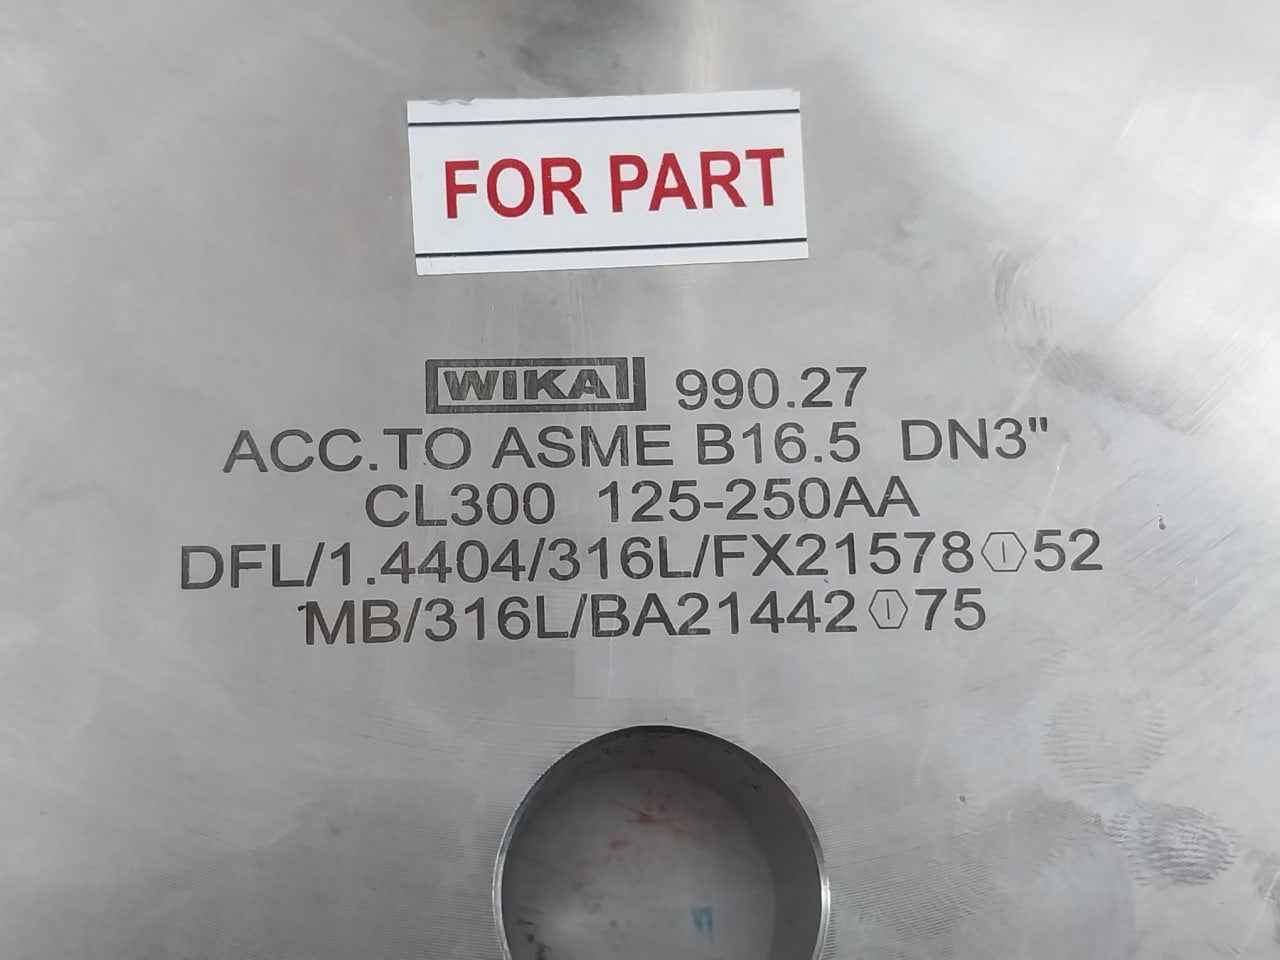 FOR PART
WIKA 990.27
ACC.TO ASME B16.5 DN3"
CL300 125-250AA
DFL/1.4404/316L/FX21578⬡52
MB/316L/BA21442⬡75